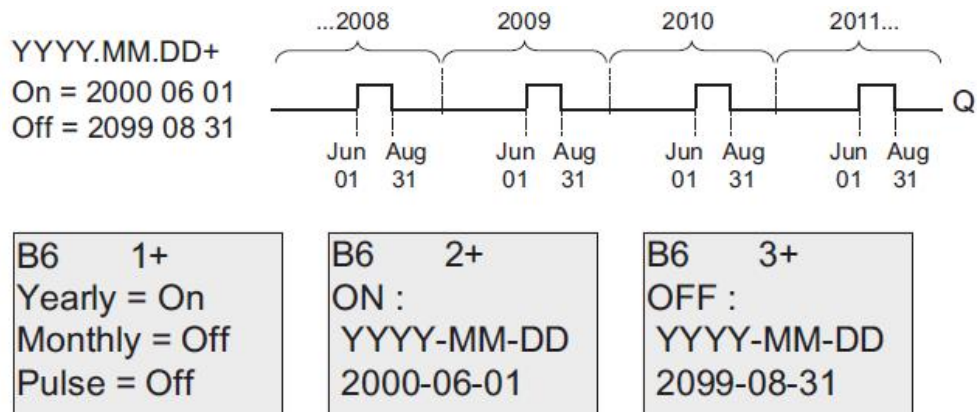 ...2008 2009 2010 2011...
YYYY.MM.DD+
On = 2000 06 01
Off = 2099 08 31
Q
Jun Aug Jun Aug Jun Aug Jun Aug
01 31 01 31 01 31 01 31
B6 1+
Yearly = On
Monthly = Off
Pulse = Off
B6 2+
ON :
YYYY-MM-DD
2000-06-01
B6 3+
OFF :
YYYY-MM-DD
2099-08-31